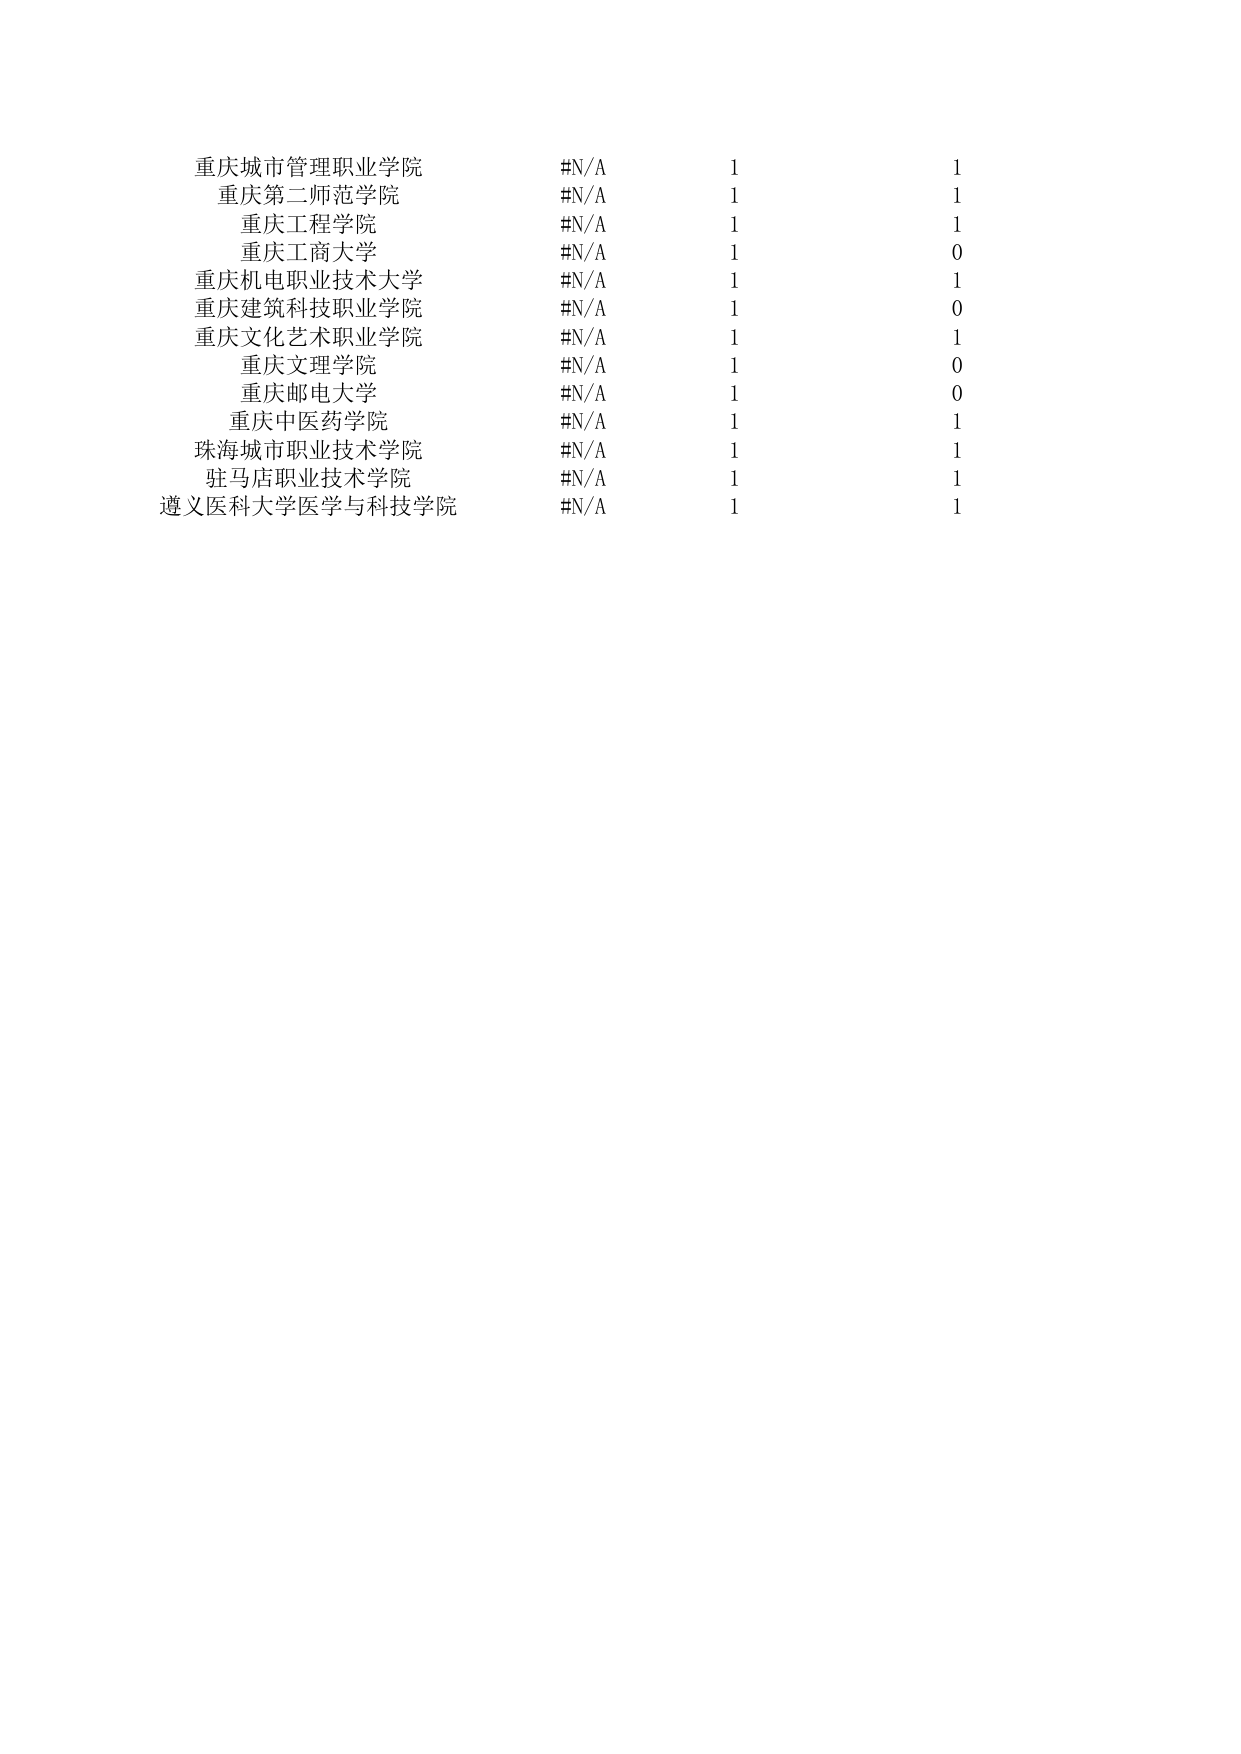 重庆城市管理职业学院 #N/A 1 1
重庆第二师范学院 #N/A 1 1
重庆工程学院 #N/A 1 1
重庆工商大学 #N/A 1 0
重庆机电职业技术大学 #N/A 1 1
重庆建筑科技职业学院 #N/A 1 0
重庆文化艺术职业学院 #N/A 1 1
重庆文理学院 #N/A 1 0
重庆邮电大学 #N/A 1 0
重庆中医药学院 #N/A 1 1
珠海城市职业技术学院 #N/A 1 1
驻马店职业技术学院 #N/A 1 1
遵义医科大学医学与科技学院 #N/A 1 1